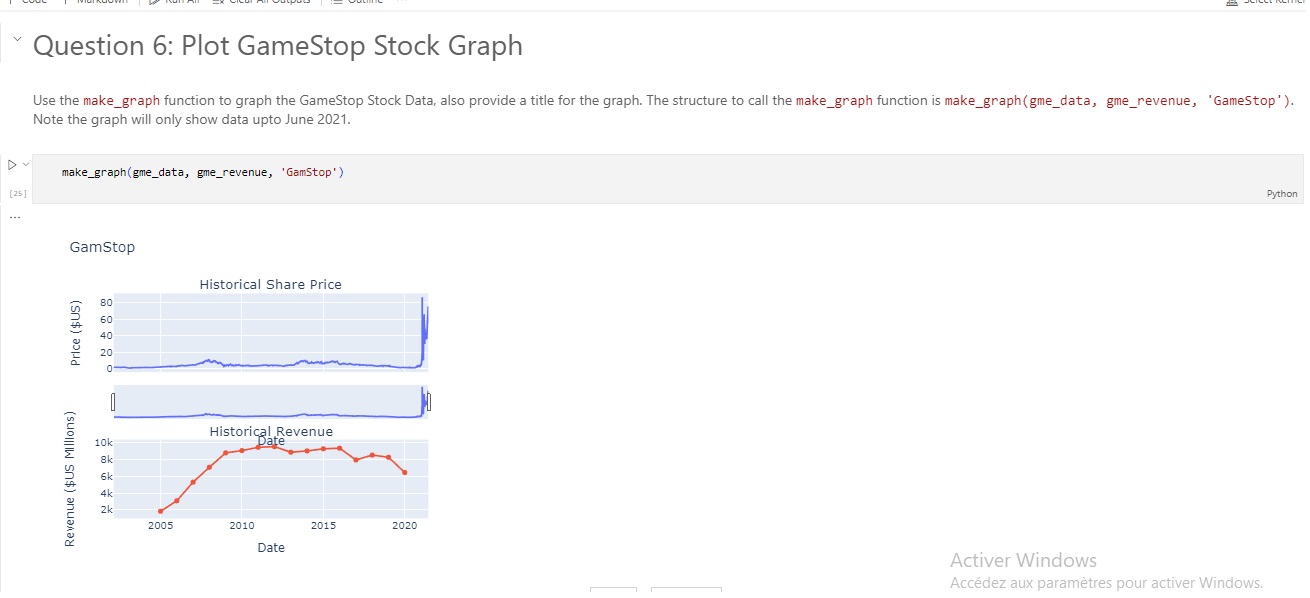 Code Markdown Run All Clear All Outputs Outline ... Select Kernel
Question 6: Plot GameStop Stock Graph
Use the make_graph function to graph the GameStop Stock Data, also provide a title for the graph. The structure to call the make_graph function is make_graph(gme_data, gme_revenue, 'GameStop').
Note the graph will only show data upto June 2021.
make_graph(gme_data, gme_revenue, 'GamStop')
[25]
Python
...
GamStop
Historical Share Price
Price ($US)
80
60
40
20
0
Historical Revenue
Date
Revenue ($US Millions)
10k
8k
6k
4k
2k
2005 2010 2015 2020
Date
Activer Windows
Accédez aux paramètres pour activer Windows.